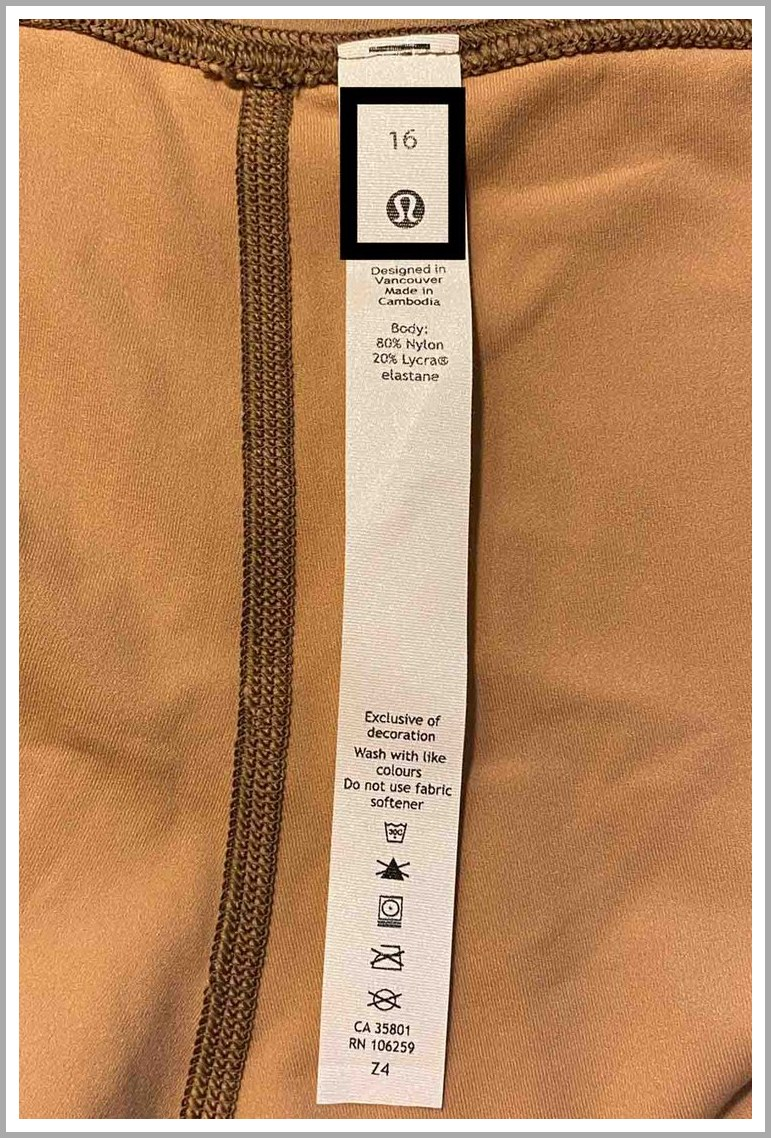 16
Designed in
Vancouver
Made in
Cambodia
Body:
80% Nylon
20% Lycra®
elastane
Exclusive of
decoration
Wash with like
colours
Do not use fabric
softener
30C
CA 35801
RN 106259
Z4